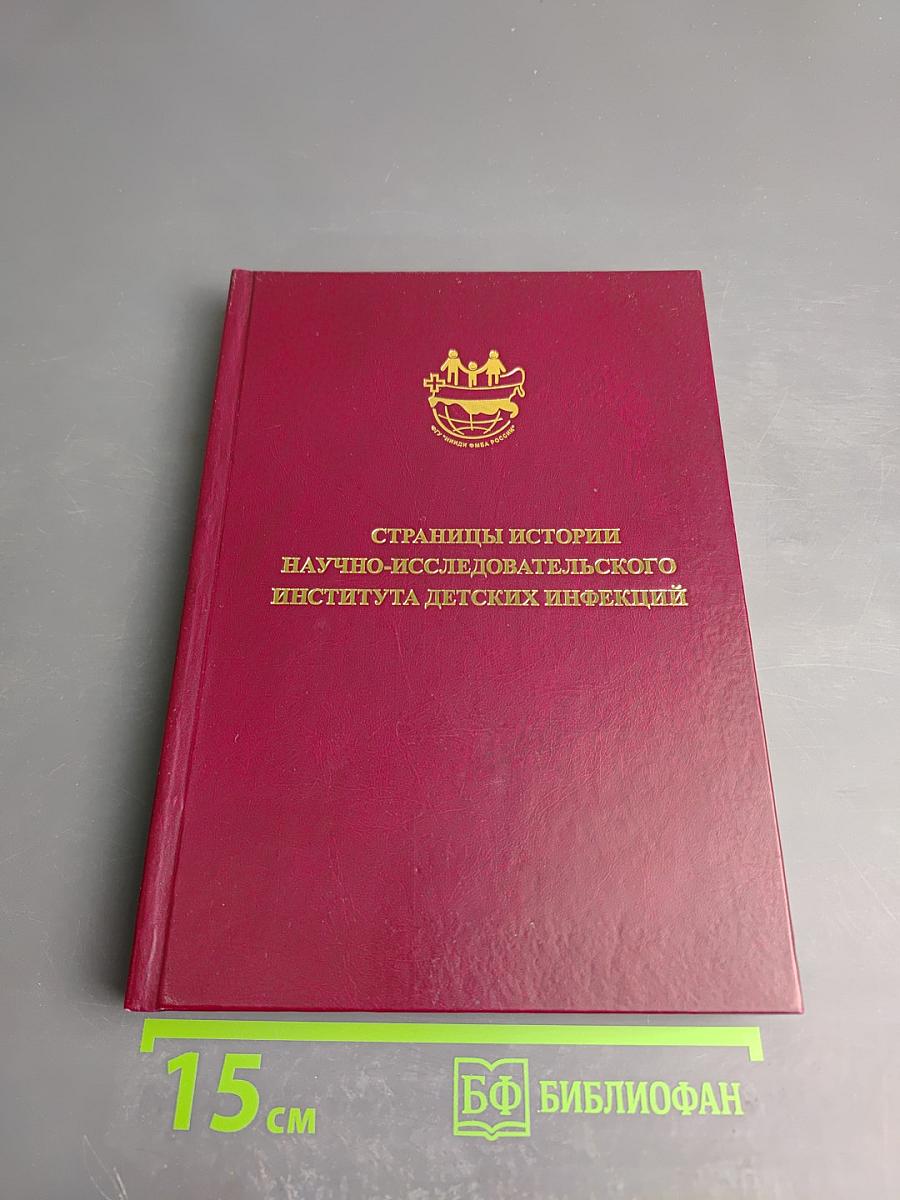 ФГУ "НИИДИ ФМБА РОССИИ"
СТРАНИЦЫ ИСТОРИИ
НАУЧНО-ИССЛЕДОВАТЕЛЬСКОГО
ИНСТИТУТА ДЕТСКИХ ИНФЕКЦИЙ
15 см
БФ БИБЛИОФАН